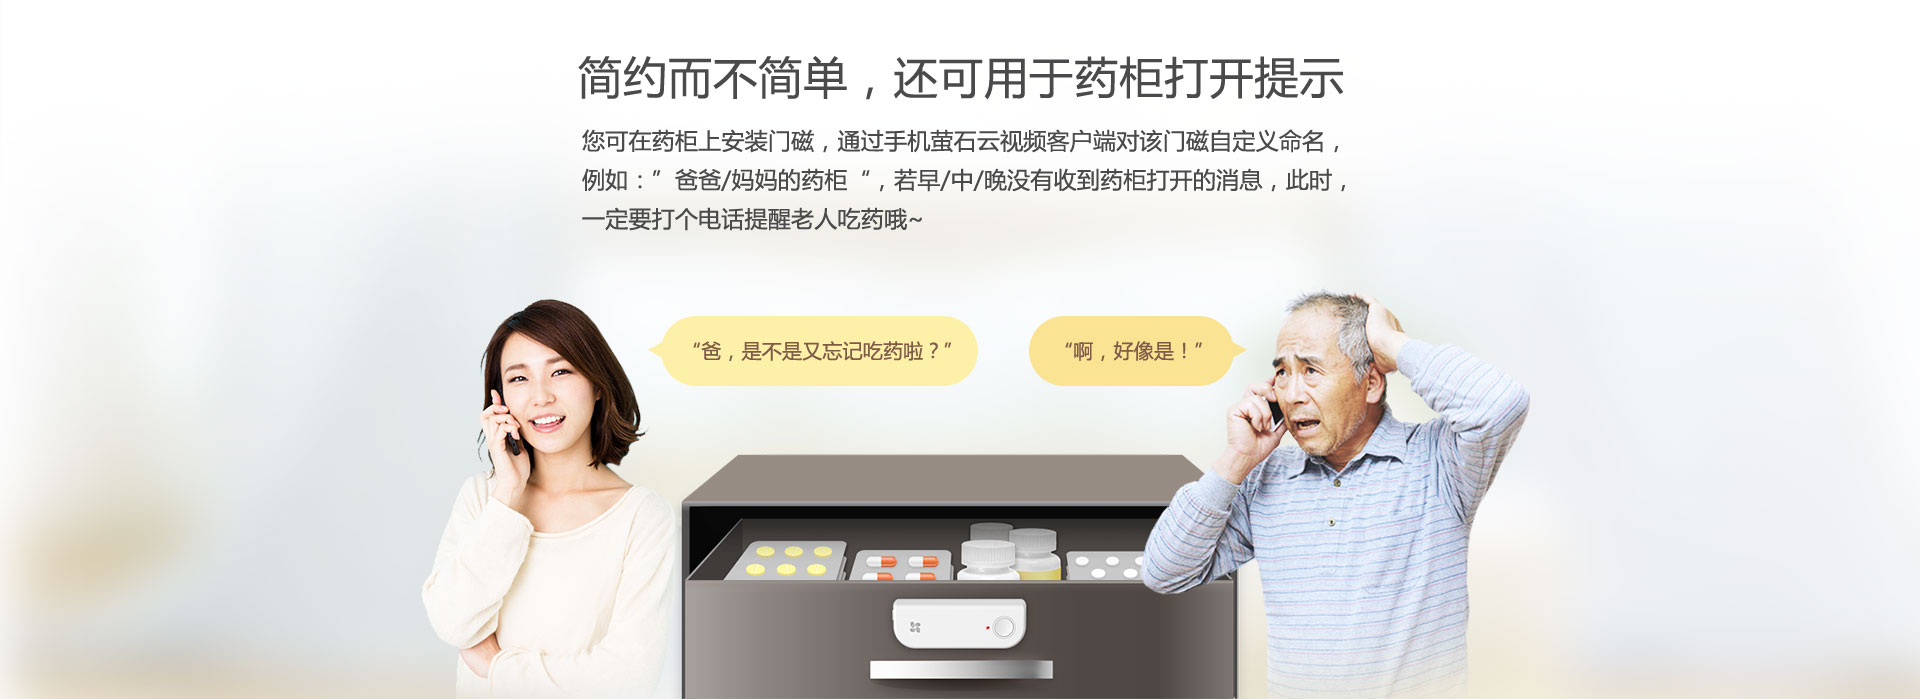 简约而不简单，还可用于药柜打开提示
您可在药柜上安装门磁，通过手机萤石云视频客户端对该门磁自定义命名，
例如：”爸爸/妈妈的药柜“，若早/中/晚没有收到药柜打开的消息，此时，
一定要打个电话提醒老人吃药哦~
“爸，是不是又忘记吃药啦？”
“啊，好像是！”